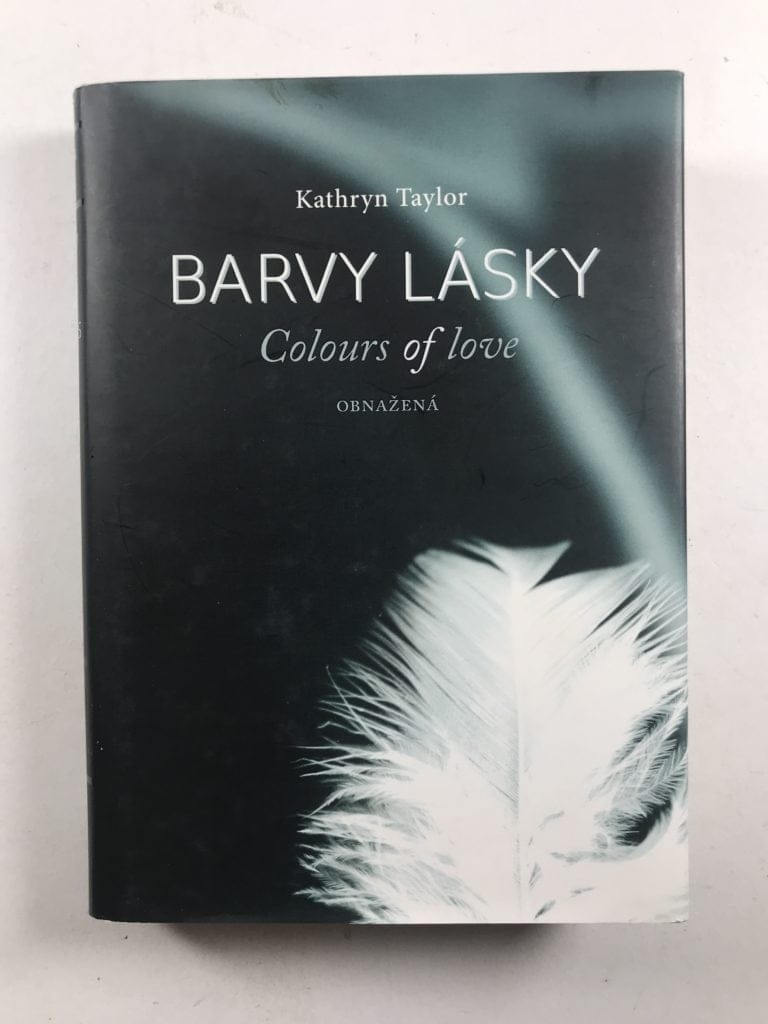 Kathryn Taylor
BARVY LÁSKY
Colours of love
OBNAŽENÁ